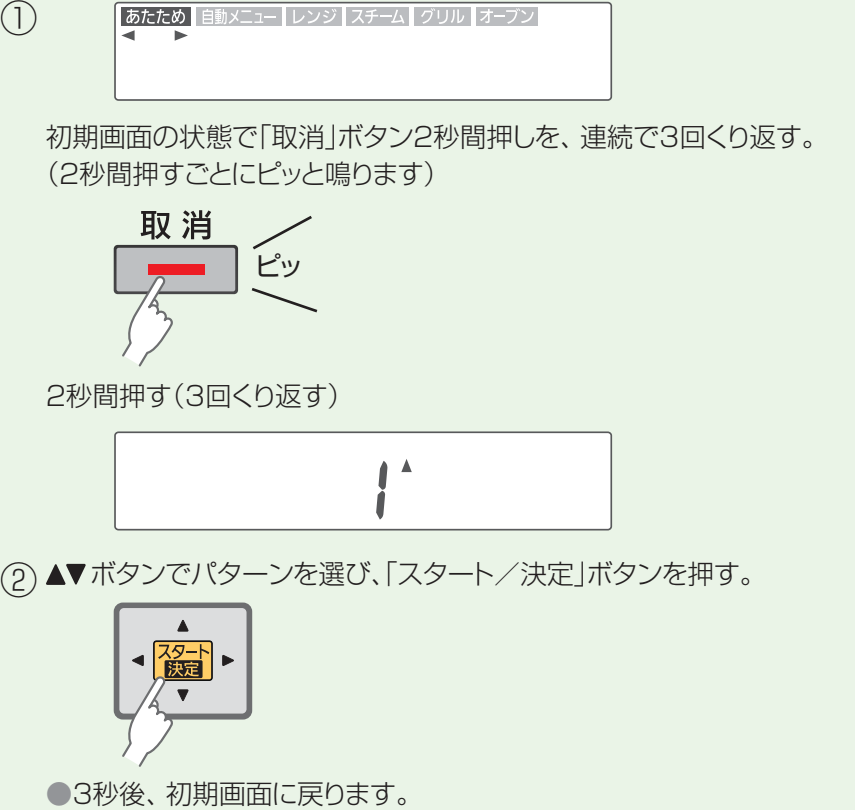 ①
あたため 自動メニュー レンジ スチーム グリル オーブン
◀ ▶
初期画面の状態で「取消」ボタン2秒間押しを、連続で3回くり返す。
（2秒間押すごとにピッと鳴ります）
取 消
ピッ
2秒間押す（3回くり返す）
1▲
② ▲▼ボタンでパターンを選び、「スタート／決定」ボタンを押す。
▲
◀ スタート ▶
決定
▼
●3秒後、初期画面に戻ります。